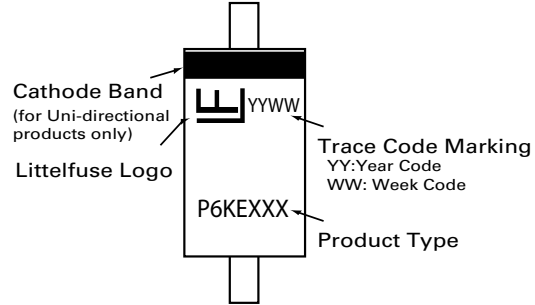 Cathode Band
(for Uni-directional
products only)
Littelfuse Logo
YYWW
Trace Code Marking
YY:Year Code
WW: Week Code
P6KEXXX
Product Type